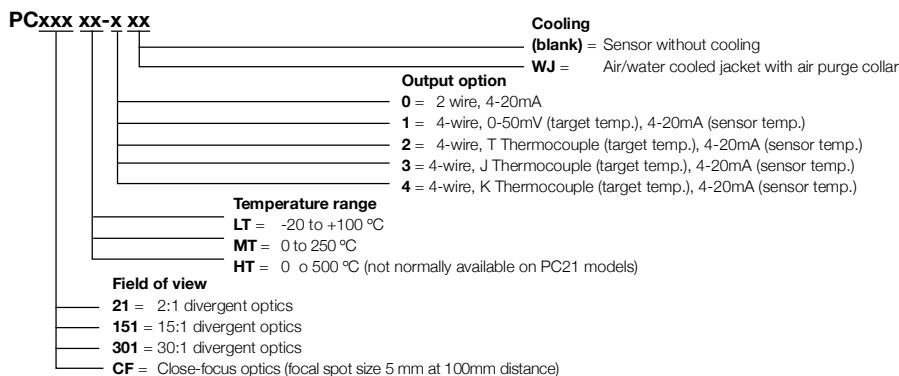 PCxxx xx-x xx
Cooling
(blank) = Sensor without cooling
WJ = Air/water cooled jacket with air purge collar
Output option
0 = 2 wire, 4-20mA
1 = 4-wire, 0-50mV (target temp.), 4-20mA (sensor temp.)
2 = 4-wire, T Thermocouple (target temp.), 4-20mA (sensor temp.)
3 = 4-wire, J Thermocouple (target temp.), 4-20mA (sensor temp.)
4 = 4-wire, K Thermocouple (target temp.), 4-20mA (sensor temp.)
Temperature range
LT = -20 to +100 ºC
MT = 0 to 250 ºC
HT = 0 o 500 ºC (not normally available on PC21 models)
Field of view
21 = 2:1 divergent optics
151 = 15:1 divergent optics
301 = 30:1 divergent optics
CF = Close-focus optics (focal spot size 5 mm at 100mm distance)